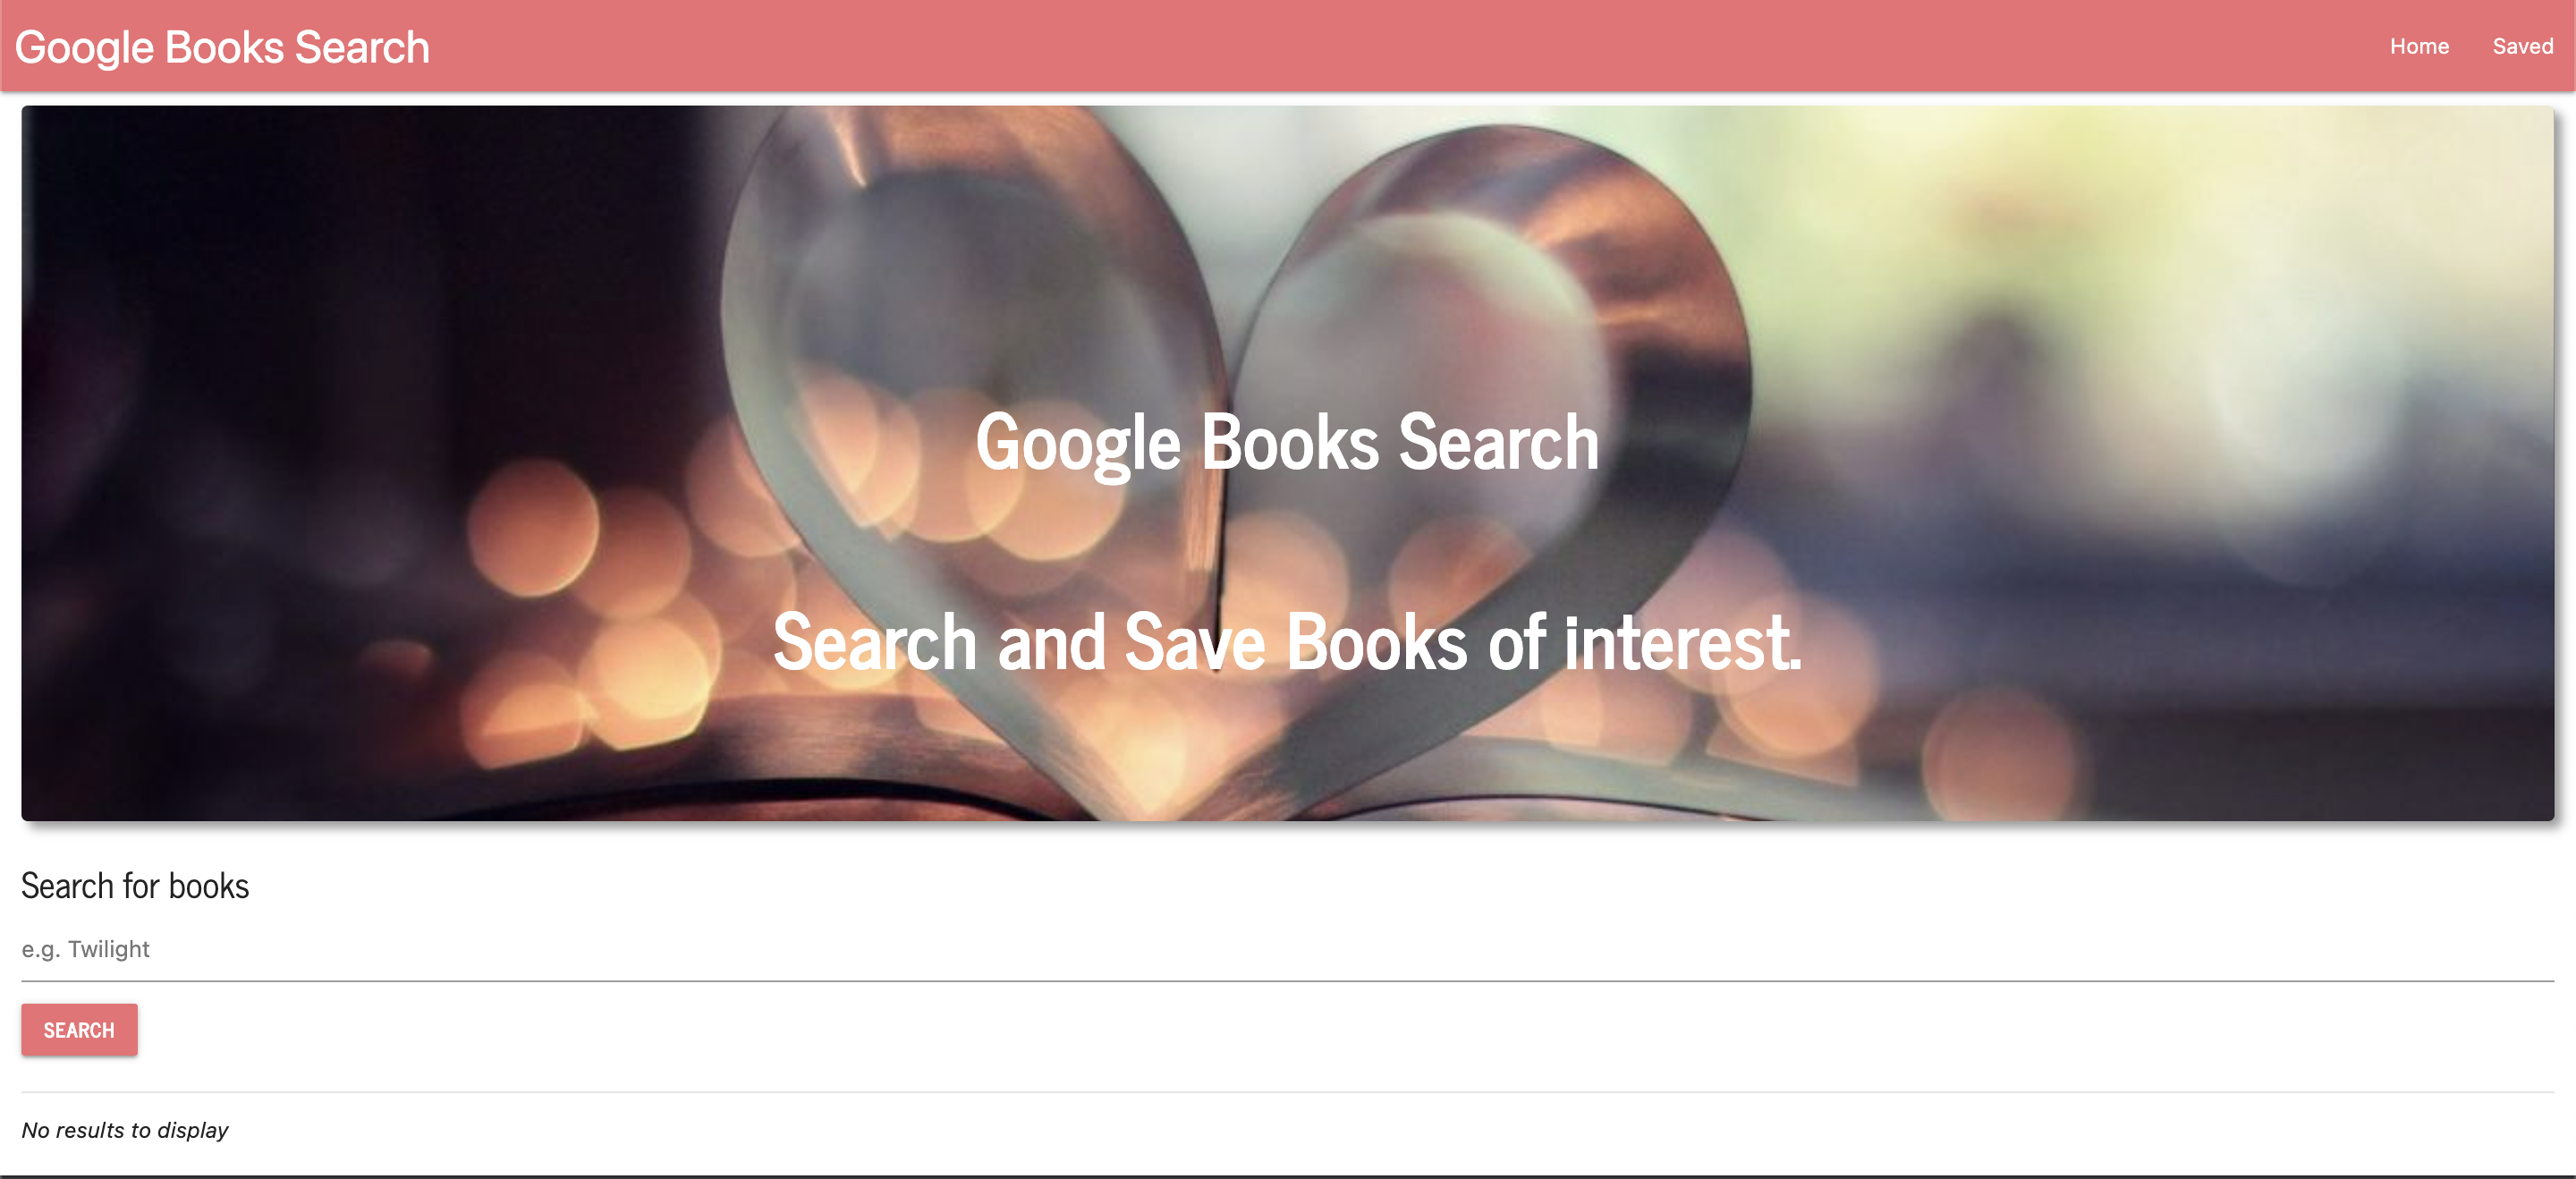 Google Books Search
Home
Saved
Google Books Search
Search and Save Books of interest.
Search for books
e.g. Twilight
SEARCH
No results to display